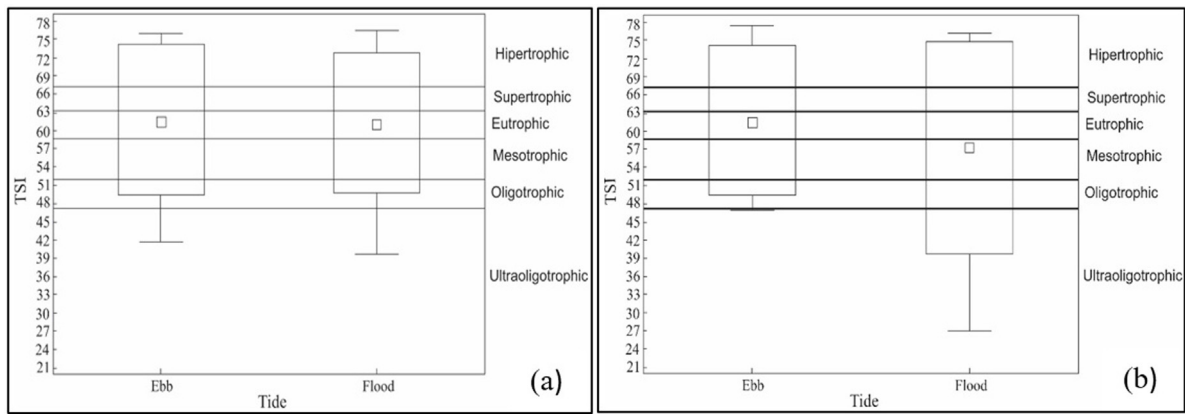 78
75
72
69
66
63
60
57
54
51
48
45
42
39
36
33
30
27
24
21
TSI
Hipertrophic
Supertrophic
Eutrophic
Mesotrophic
Oligotrophic
Ultraoligotrophic
Ebb
Flood
Tide
(a)
78
75
72
69
66
63
60
57
54
51
48
45
42
39
36
33
30
27
24
21
TSI
Hipertrophic
Supertrophic
Eutrophic
Mesotrophic
Oligotrophic
Ultraoligotrophic
Ebb
Flood
Tide
(b)